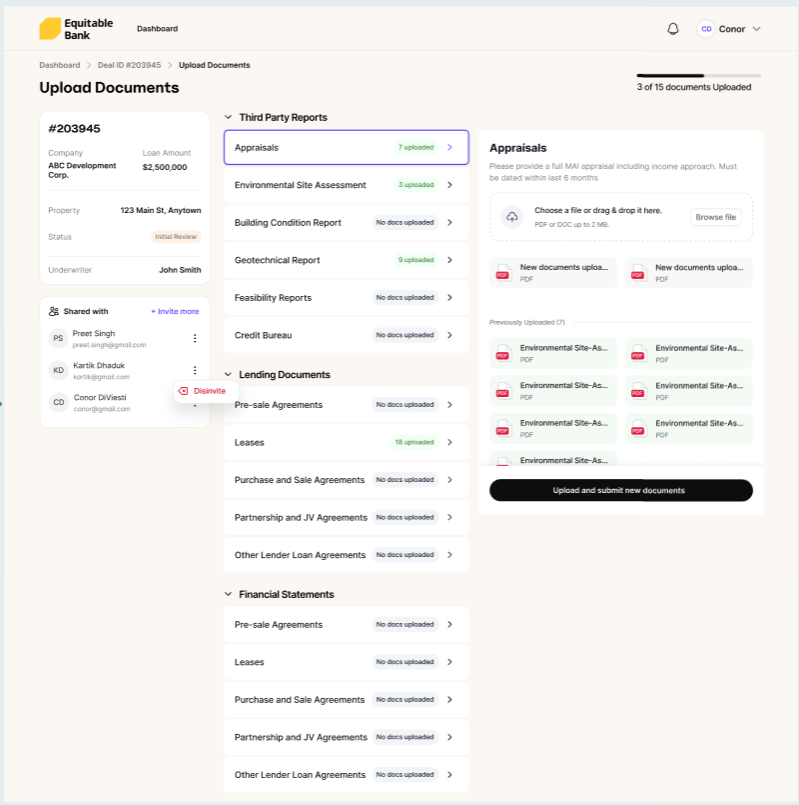 Equitable
Bank
Dashboard
CD Conor
Dashboard > Deal ID #203945 > Upload Documents
Upload Documents
3 of 15 documents Uploaded
#203945
Company Loan Amount
ABC Development
Corp.
$2,500,000
Property 123 Main St, Anytown
Status Initial Review
Underwriter John Smith
Shared with + Invite more
PS Preet Singh
preet.singh@gmail.com
KD Kartik Dhaduk
kartik@gmail.com
Disinvite
CD Conor DiViesti
conor@gmail.com
Third Party Reports
Appraisals 7 uploaded
Environmental Site Assessment 3 uploaded
Building Condition Report No docs uploaded
Geotechnical Report 9 uploaded
Feasibility Reports No docs uploaded
Credit Bureau No docs uploaded
Lending Documents
Pre-sale Agreements No docs uploaded
Leases 18 uploaded
Purchase and Sale Agreements No docs uploaded
Partnership and JV Agreements No docs uploaded
Other Lender Loan Agreements No docs uploaded
Financial Statements
Pre-sale Agreements No docs uploaded
Leases No docs uploaded
Purchase and Sale Agreements No docs uploaded
Partnership and JV Agreements No docs uploaded
Other Lender Loan Agreements No docs uploaded
Appraisals
Please provide a full MAI appraisal including income approach. Must
be dated within last 6 months
Choose a file or drag & drop it here.
PDF or DOC up to 2 MB.
Browse file
PDF New documents uploa... PDF New documents uploa...
PDF PDF
Previously Uploaded (7)
PDF Environmental Site-As... PDF Environmental Site-As...
PDF PDF
PDF Environmental Site-As... PDF Environmental Site-As...
PDF PDF
PDF Environmental Site-As... PDF Environmental Site-As...
PDF PDF
Environmental Site-As...
Upload and submit new documents